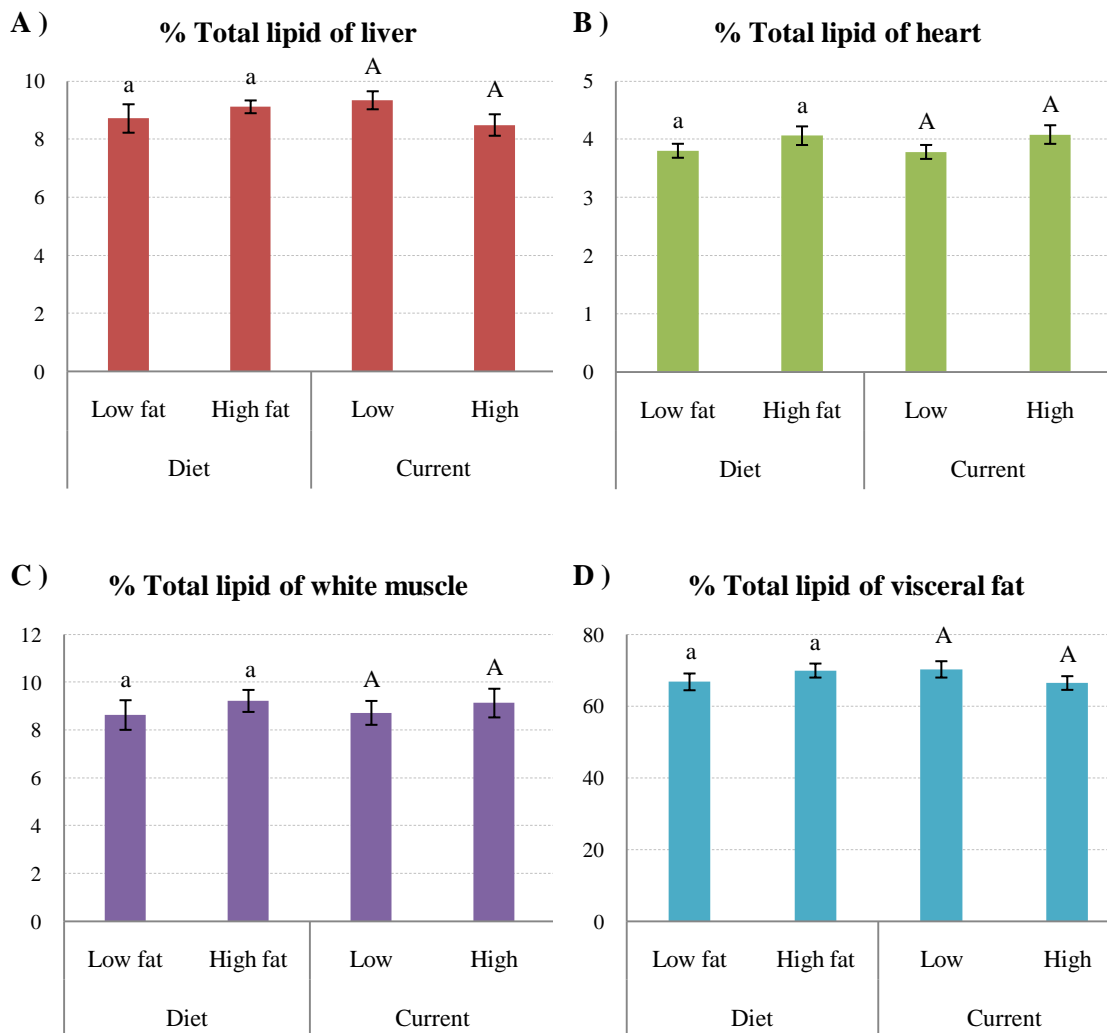 A )
% Total lipid of liver
a a A A
10
8
6
4
2
0
Low fat High fat Low High
Diet Current
B )
% Total lipid of heart
a a A A
5
4
3
2
1
0
Low fat High fat Low High
Diet Current
C )
% Total lipid of white muscle
a a A A
12
10
8
6
4
2
0
Low fat High fat Low High
Diet Current
D )
% Total lipid of visceral fat
a a A A
80
60
40
20
0
Low fat High fat Low High
Diet Current